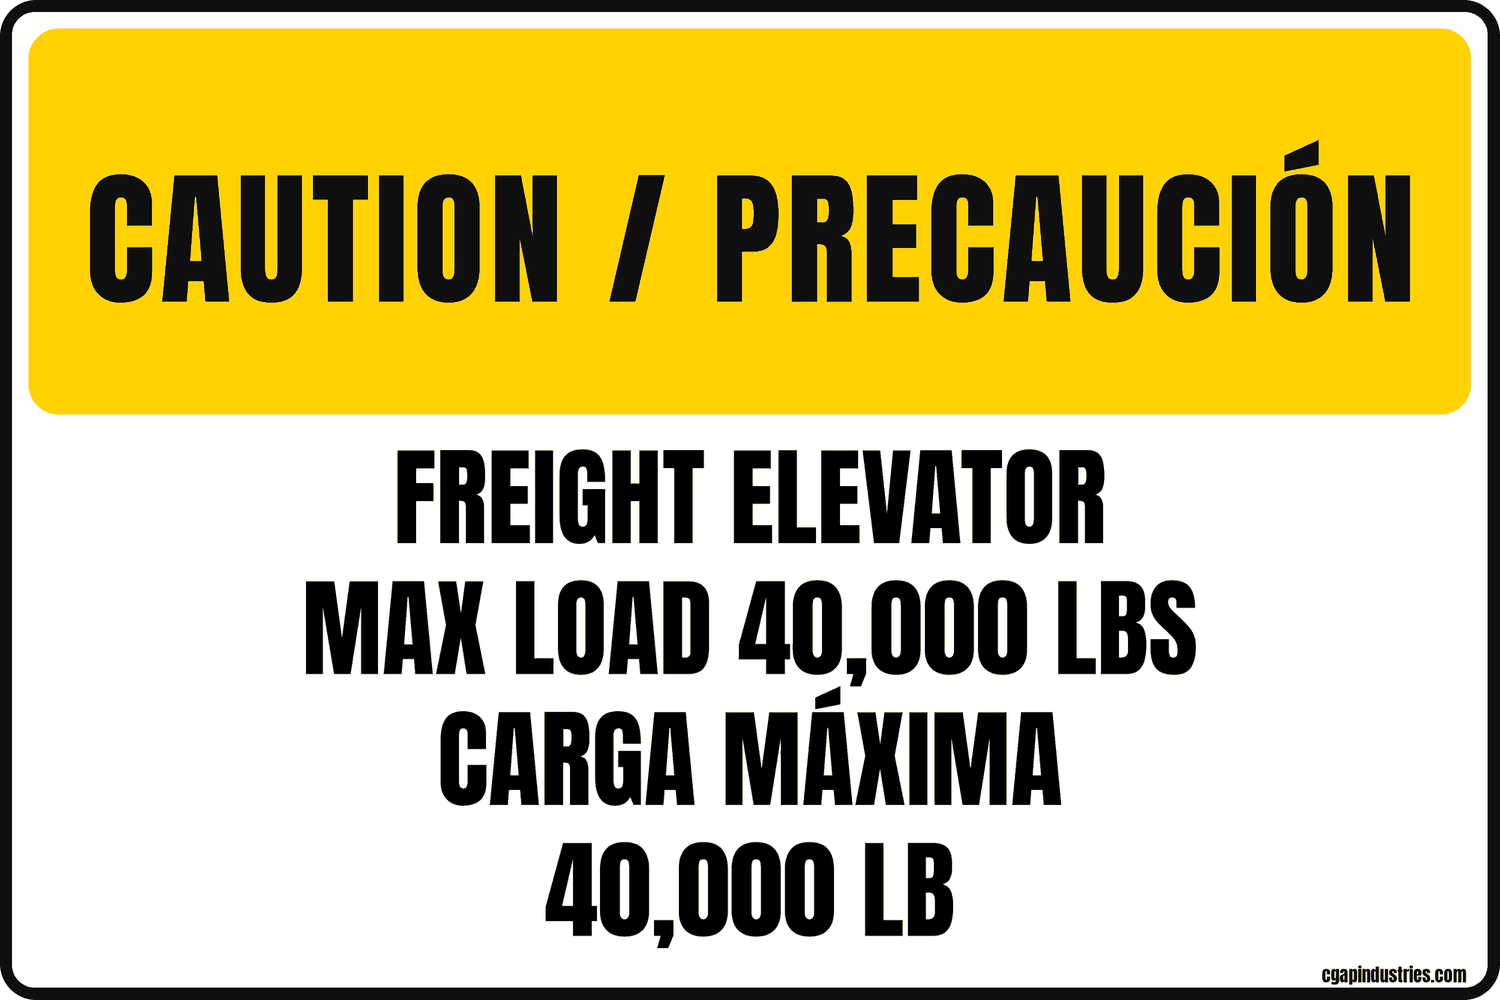 CAUTION / PRECAUCIÓN
FREIGHT ELEVATOR
MAX LOAD 40,000 LBS
CARGA MÁXIMA
40,000 LB
cgapindustries.com